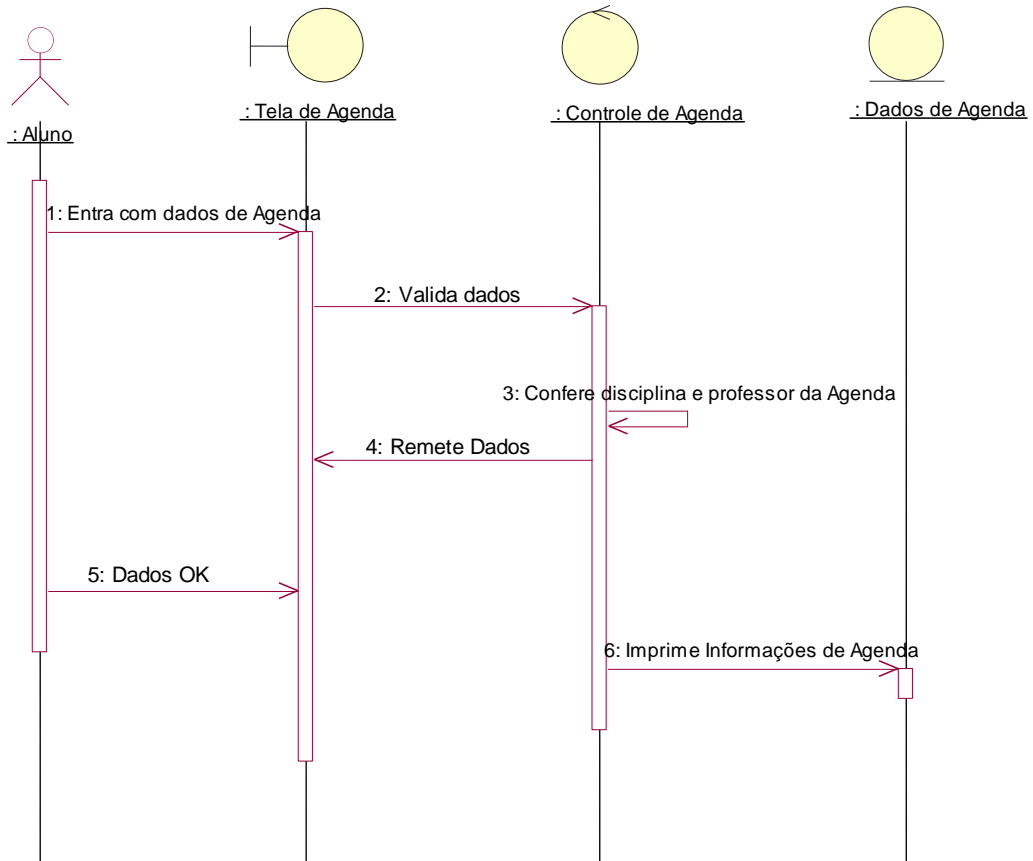 : Aluno
: Tela de Agenda
: Controle de Agenda
: Dados de Agenda
1: Entra com dados de Agenda
2: Valida dados
3: Confere disciplina e professor da Agenda
4: Remete Dados
5: Dados OK
6: Imprime Informações de Agenda